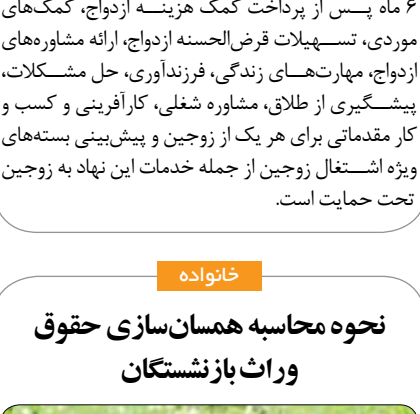 ۶ ماه پس از پرداخت کمک هزینه ازدواج، کمک‌های
موردی، تسهیلات قرض‌الحسنه ازدواج، ارائه مشاوره‌های
ازدواج، مهارت‌های زندگی، فرزندآوری، حل مشکلات،
پیشگیری از طلاق، مشاوره شغلی، کارآفرینی و کسب و
کار مقدماتی برای هر یک از زوجین و پیش‌بینی بسته‌های
ویژه اشتغال زوجین از جمله خدمات این نهاد به زوجین
تحت حمایت است.
خانواده
نحوه محاسبه همسان‌سازی حقوق
وراث بازنشستگان